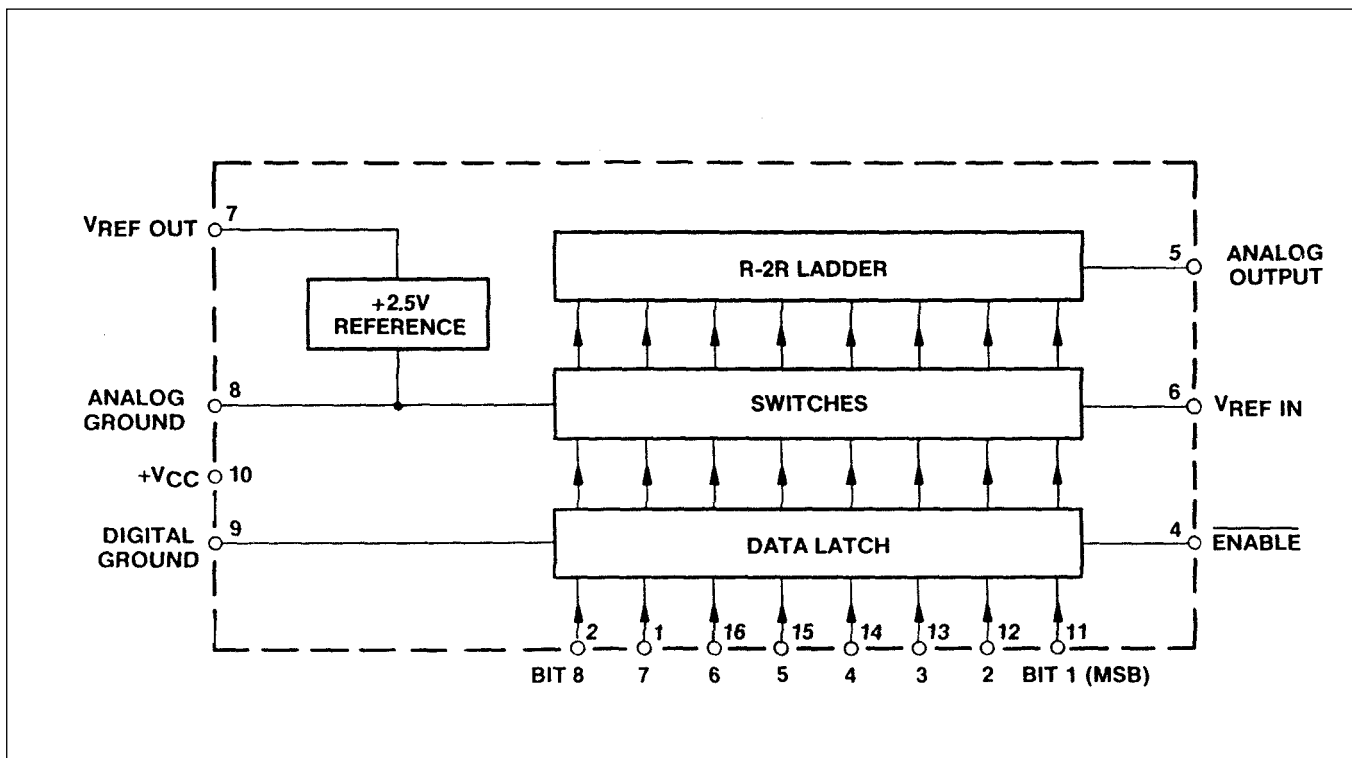 7
VREF OUT
+2.5V
REFERENCE
R-2R LADDER
5
ANALOG
OUTPUT
8
ANALOG
GROUND
SWITCHES
6
VREF IN
+VCC
10
DIGITAL
GROUND
9
DATA LATCH
4
ENABLE
2 1 16 15 14 13 12 11
BIT 8 7 6 5 4 3 2 BIT 1 (MSB)